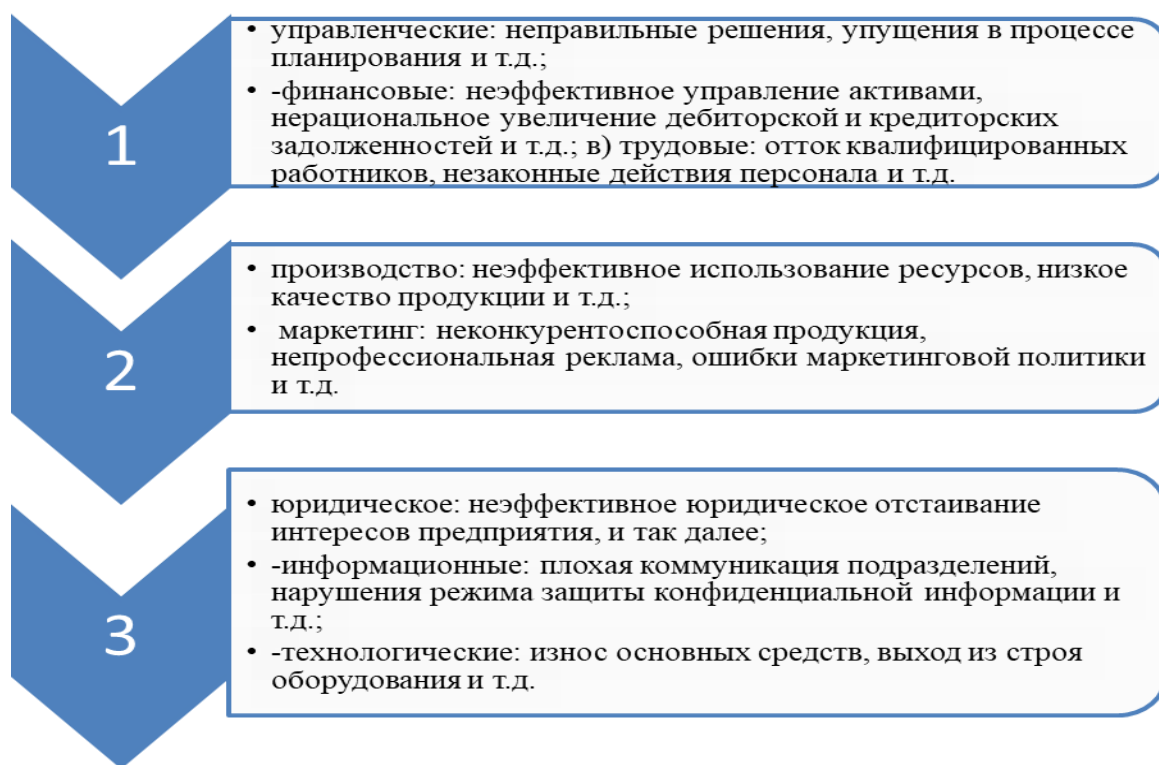 1
• управленческие: неправильные решения, упущения в процессе
планирования и т.д.;
• -финансовые: неэффективное управление активами,
нерациональное увеличение дебиторской и кредиторских
задолженностей и т.д.; в) трудовые: отток квалифицированных
работников, незаконные действия персонала и т.д.
2
• производство: неэффективное использование ресурсов, низкое
качество продукции и т.д.;
• маркетинг: неконкурентоспособная продукция,
непрофессиональная реклама, ошибки маркетинговой политики
и т.д.
3
• юридическое: неэффективное юридическое отстаивание
интересов предприятия, и так далее;
• -информационные: плохая коммуникация подразделений,
нарушения режима защиты конфиденциальной информации и
т.д.;
• -технологические: износ основных средств, выход из строя
оборудования и т.д.